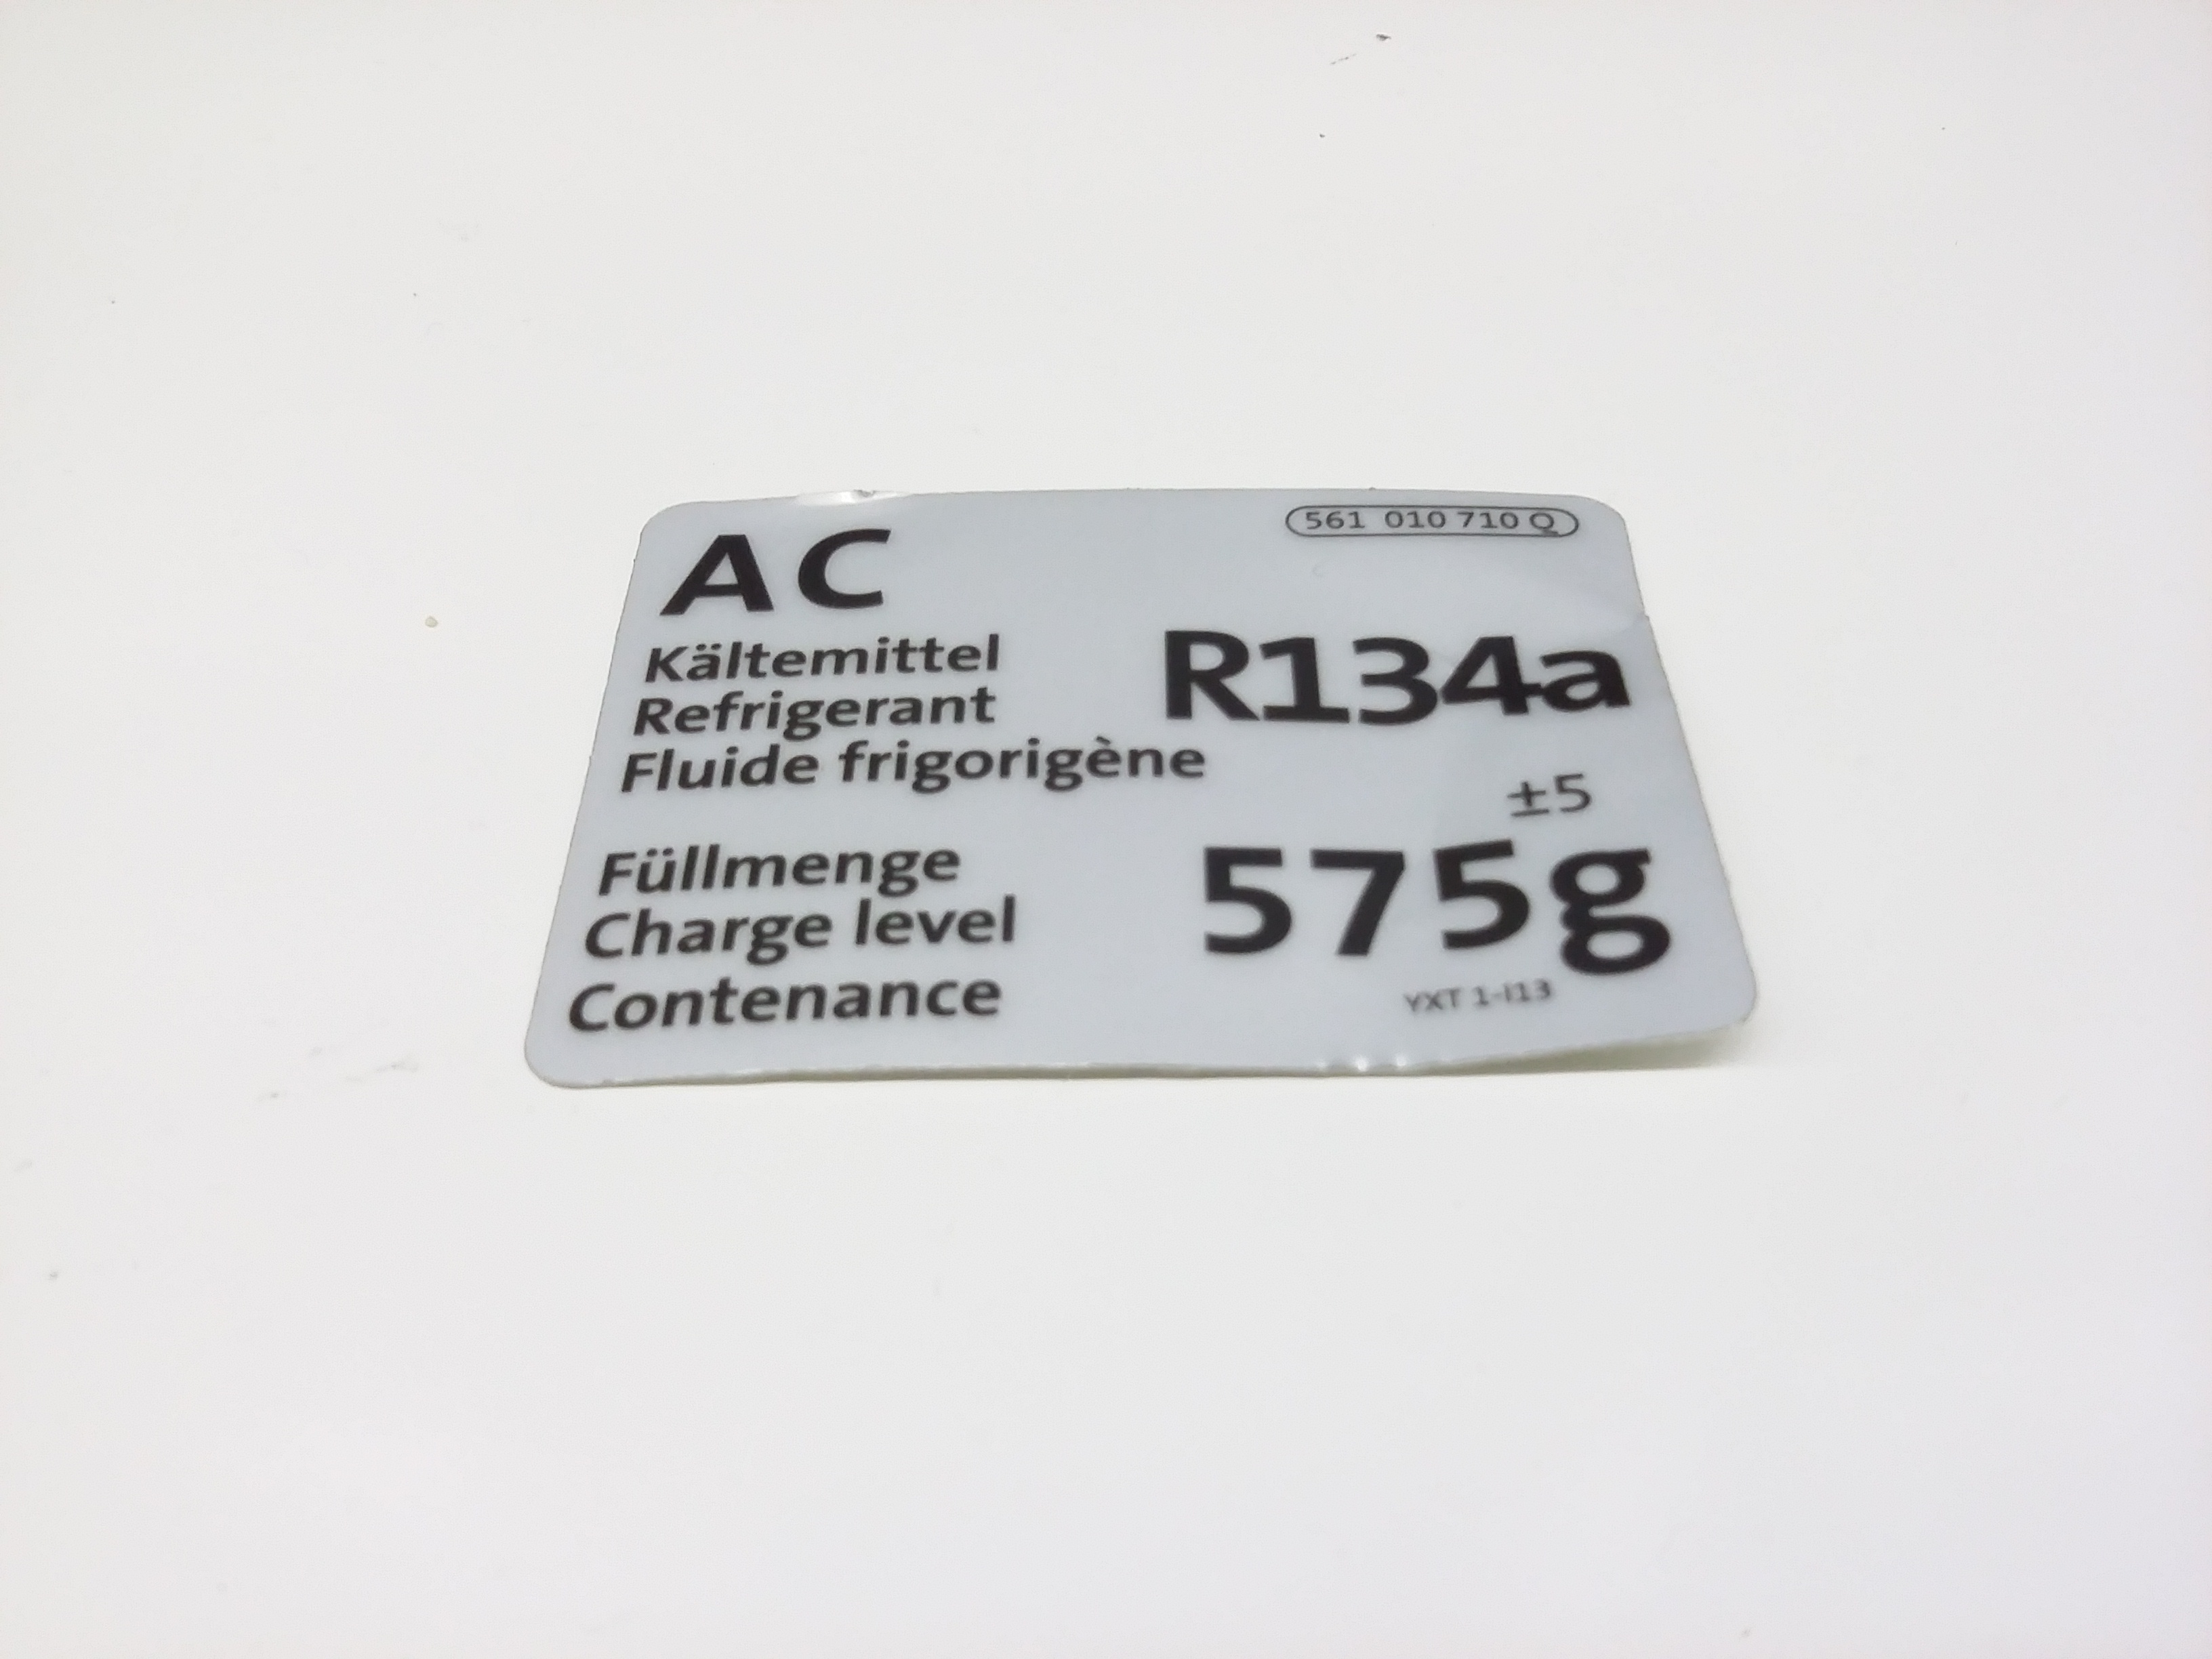 AC
561 010 710 Q
Kältemittel
Refrigerant
Fluide frigorigène
R134a
Füllmenge
Charge level
Contenance
±5
575g
YXT 1-I13